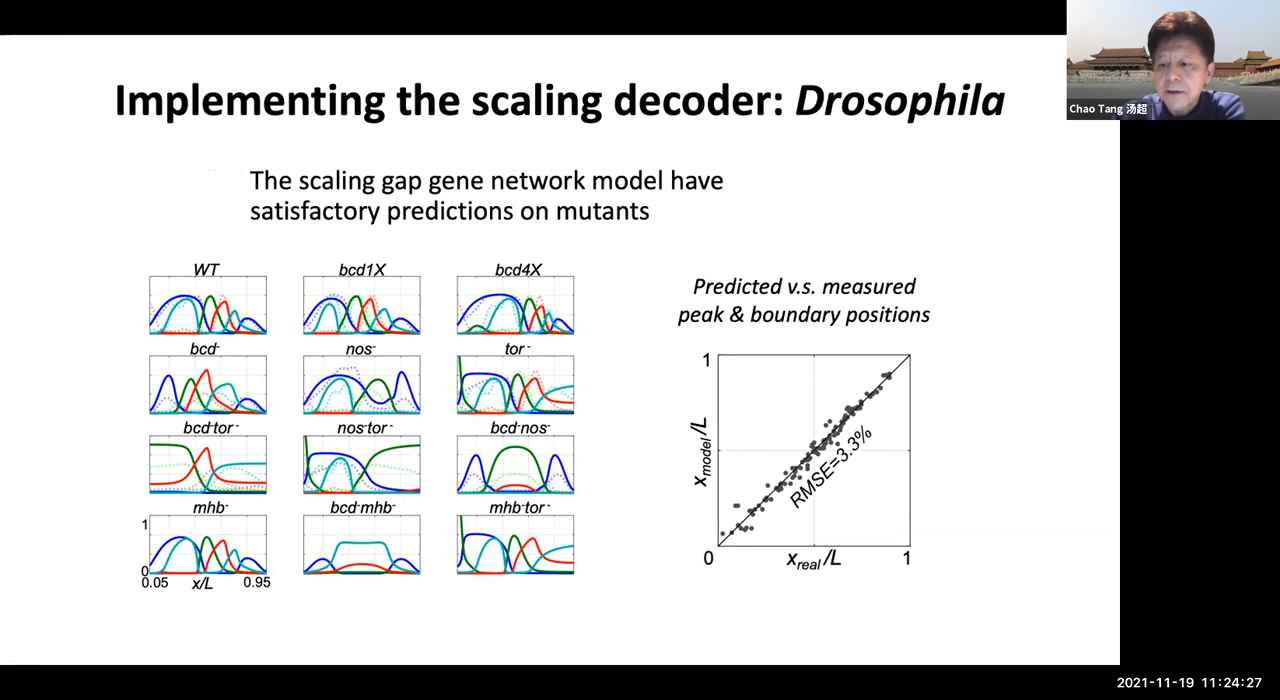 Chao Tang 汤超
Implementing the scaling decoder: Drosophila
The scaling gap gene network model have
satisfactory predictions on mutants
WT
bcd1X
bcd4X
bcd-
nos-
tor-
bcd-tor-
nos-tor-
bcd-nos-
mhb-
bcd-mhb-
mhb-tor-
1
0
0.05
x/L
0.95
Predicted v.s. measured
peak & boundary positions
1
x_model/L
RMSE=3.3%
0
x_real/L
1
2021-11-19 11:24:27